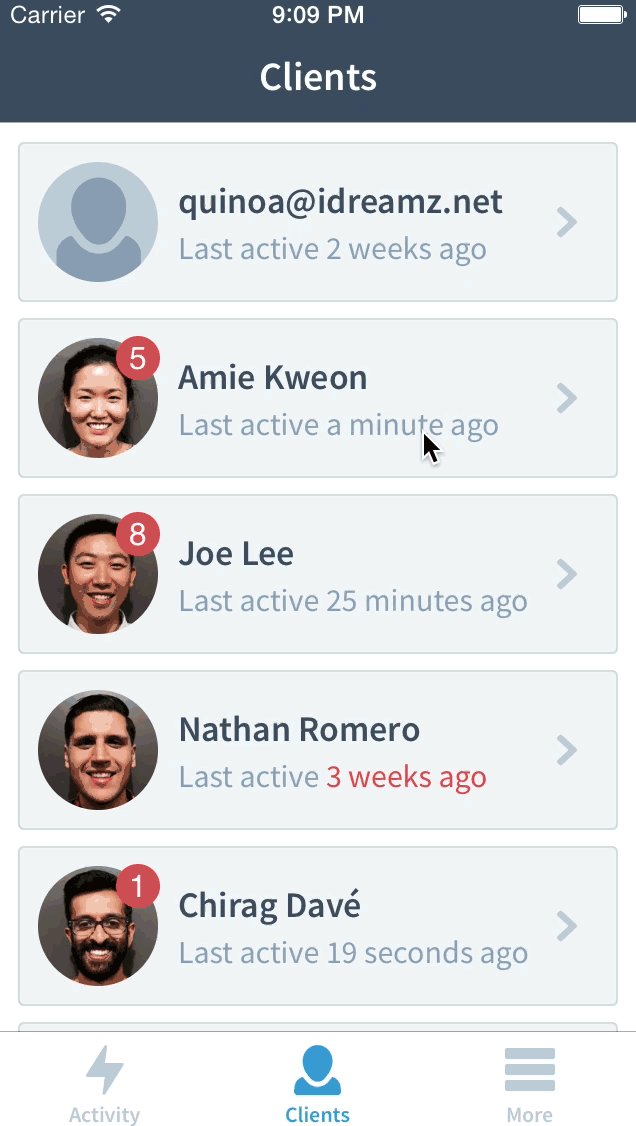 Carrier 9:09 PM
Clients
quinoa@idreamz.net
Last active 2 weeks ago
5
Amie Kweon
Last active a minute ago
8
Joe Lee
Last active 25 minutes ago
Nathan Romero
Last active 3 weeks ago
1
Chirag Davé
Last active 19 seconds ago
Activity Clients More